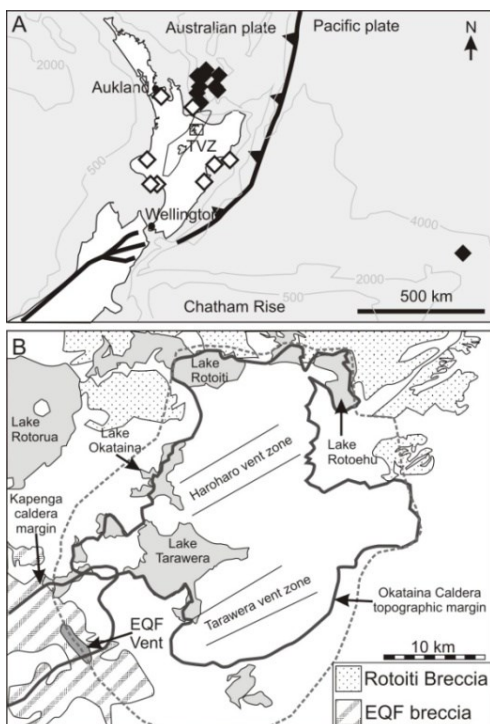 A
Australian plate
Pacific plate
N
2000
Aukland
TVZ
500
Wellington
4000
2000
500
500 km
Chatham Rise
B
Lake
Rotoiti
Lake
Rotorua
Lake
Okataina
Haroharo vent zone
Lake
Rotoehu
Kapenga
caldera
margin
Lake
Tarawera
Tarawera vent zone
Okataina Caldera
topographic margin
EQF
Vent
10 km
Rotoiti Breccia
EQF breccia